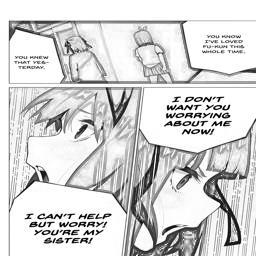 YOU KNOW
I'VE LOVED
FU-KUN THIS
WHOLE TIME.
YOU KNEW
THAT YES-
TERDAY.
I DON'T
WANT YOU
WORRYING
ABOUT ME
NOW!
I CAN'T HELP
BUT WORRY!
YOU'RE MY
SISTER!